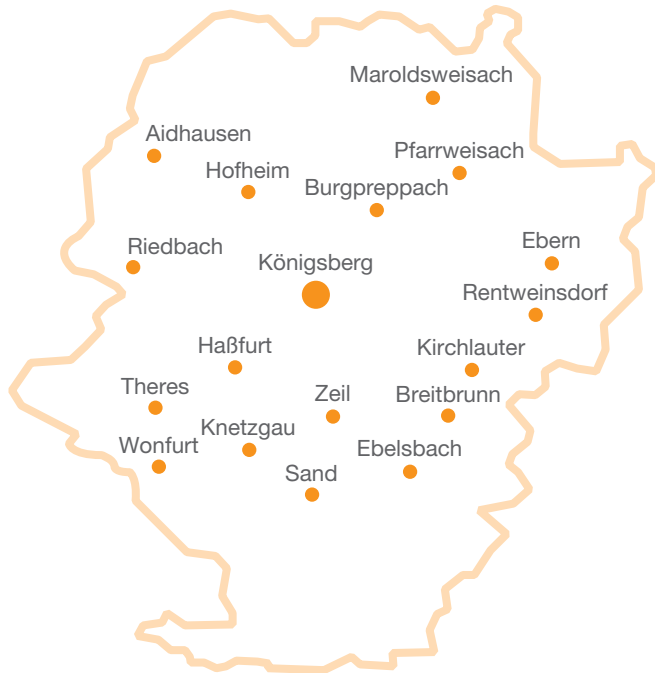 Maroldsweisach
Aidhausen
Pfarrweisach
Hofheim
Burgpreppach
Riedbach
Ebern
Königsberg
Rentweinsdorf
Haßfurt
Kirchlauter
Theres
Zeil
Breitbrunn
Knetzgau
Wonfurt
Ebelsbach
Sand